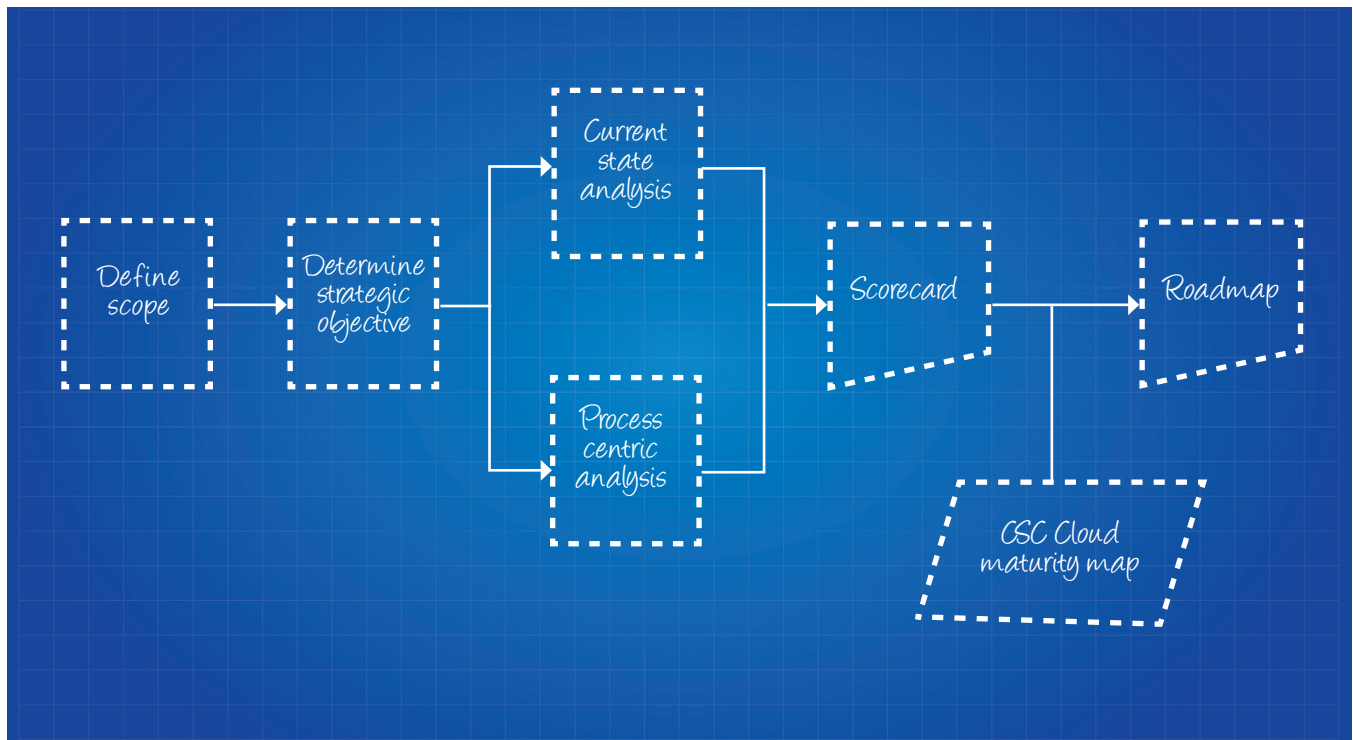 Define
scope
Determine
strategic
objective
Current
state
analysis
Process
centric
analysis
Scorecard
Roadmap
CSC Cloud
maturity map